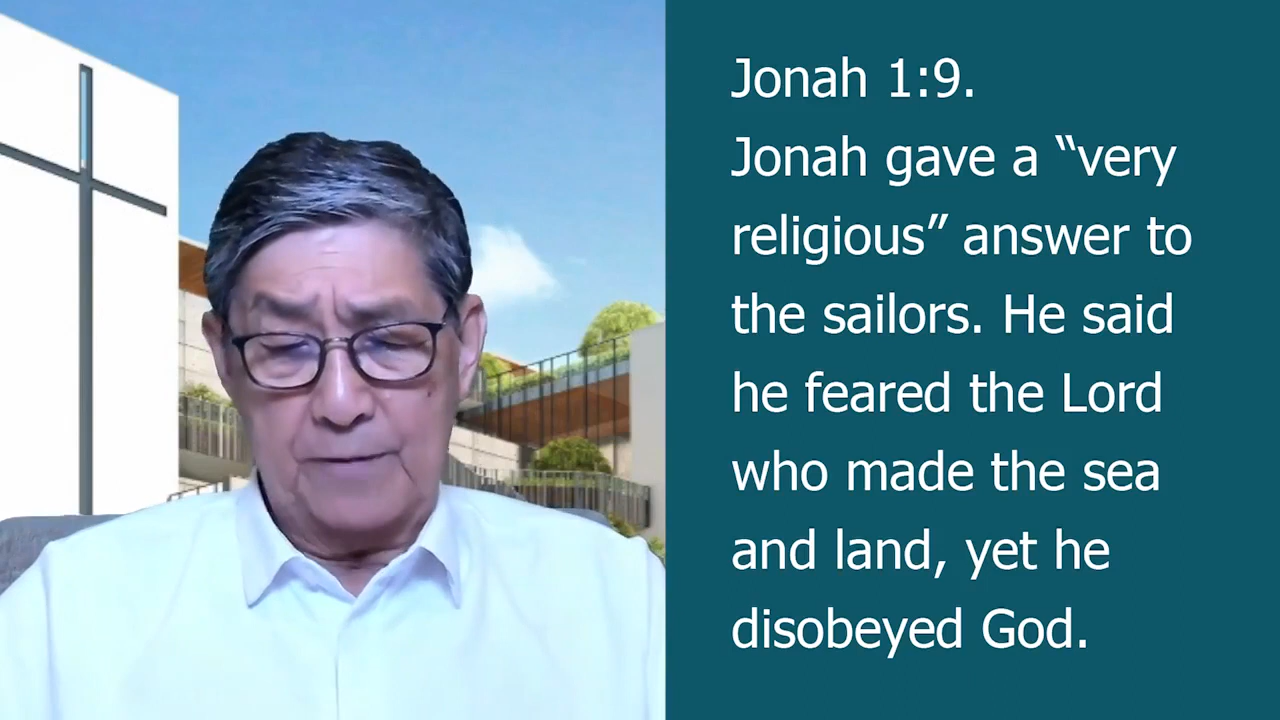 Jonah 1:9.
Jonah gave a “very
religious” answer to
the sailors. He said
he feared the Lord
who made the sea
and land, yet he
disobeyed God.